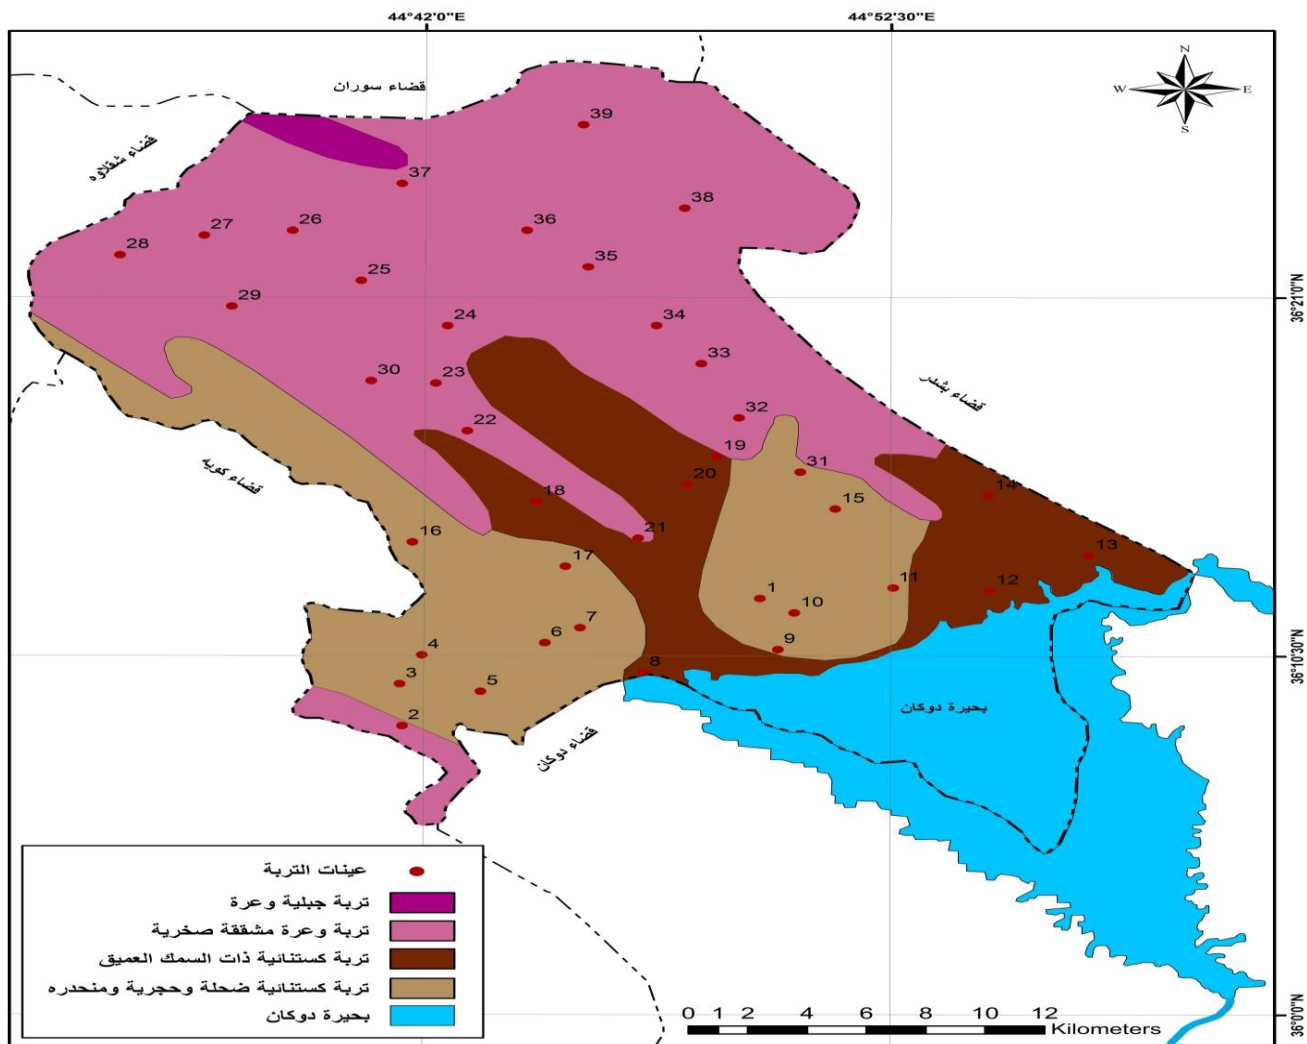 44°42'0"E
44°52'30"E
N
W
E
S
قضاء سوران
قضاء شقلاوه
39
37
38
36
26
27
28
35
25
29
36°21'0"N
24
34
33
30
23
قضاء بشدر
32
22
19
31
قضاء كويه
20
14
18
15
21
16
13
17
11
12
1
10
7
6
4
9
36°10'30"N
8
3
5
بحيرة دوكان
2
قضاء دوكان
عينات التربة
تربة جبلية وعرة
تربة وعرة مشققة صخرية
تربة كستنائية ذات السمك العميق
تربة كستنائية ضحلة وحجرية ومنحدره
بحيرة دوكان
0 1 2 4 6 8 10 12
Kilometers
36°0'0"N